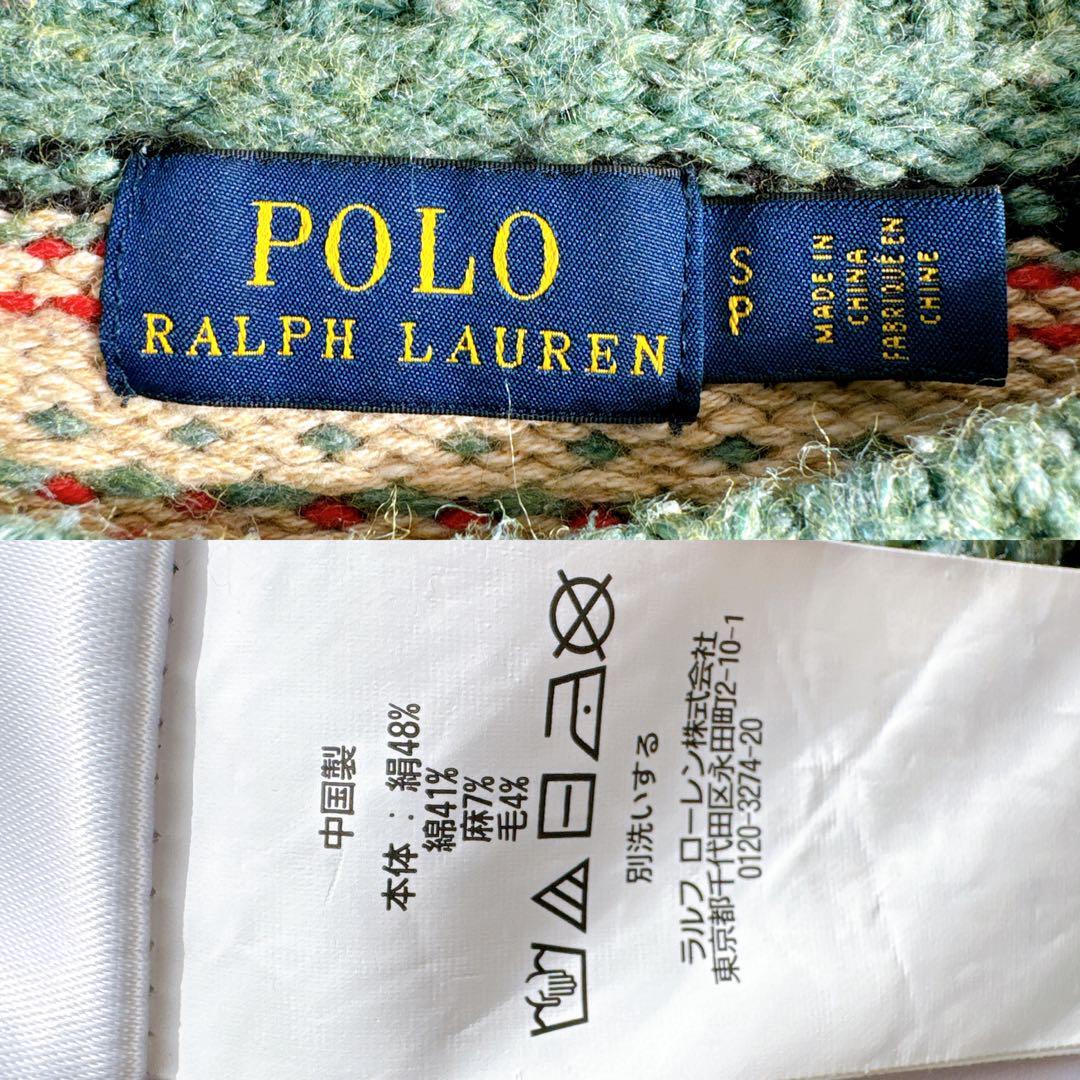 POLO
RALPH LAUREN
S
P
MADE IN
CHINA
FABRIQUÉ EN
CHINE
中国製
本体：絹48%
綿41%
麻7%
毛4%
別洗いする
ラルフ ローレン株式会社
東京都千代田区永田町2-10-1
0120-3274-20